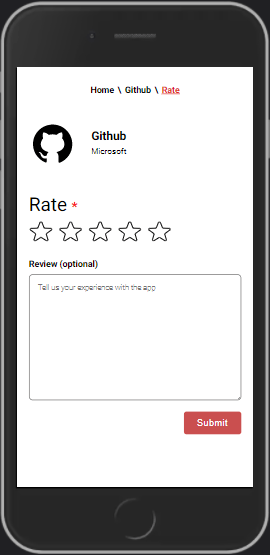 Home \ Github \ Rate
Github
Microsoft
Rate *
Review (optional)
Tell us your experience with the app
Submit